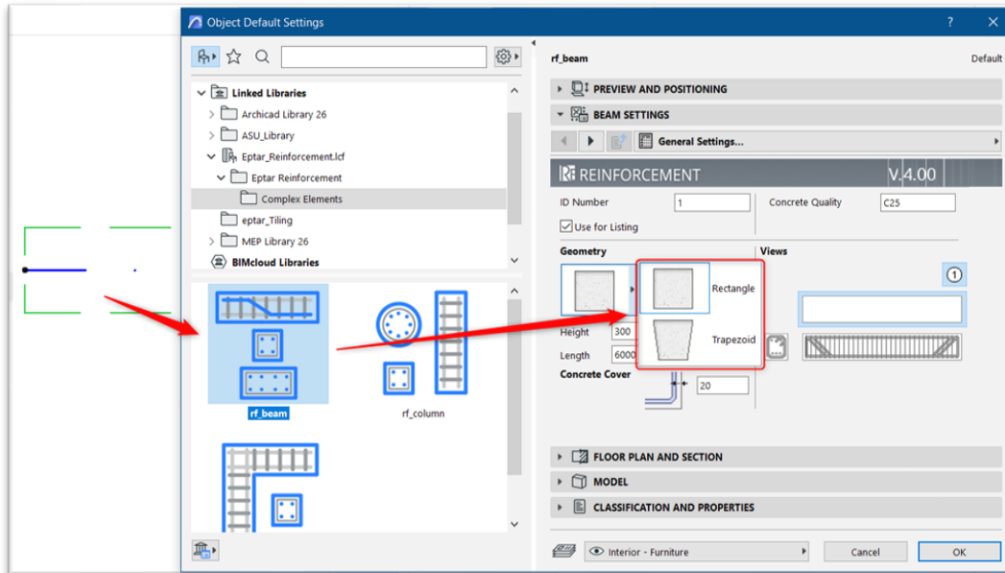 Object Default Settings
?
Linked Libraries
Archicad Library 26
ASU_Library
Eptar_Reinforcement.lcf
Eptar Reinforcement
Complex Elements
eptar_Tiling
MEP Library 26
BIMcloud Libraries
rf_beam
rf_column
rf_beam
Default
PREVIEW AND POSITIONING
BEAM SETTINGS
General Settings...
RF REINFORCEMENT
V.4.00
ID Number
1
Concrete Quality
C25
Use for Listing
Geometry
Views
1
Rectangle
Trapezoid
Height
300
Length
6000
Concrete Cover
20
FLOOR PLAN AND SECTION
MODEL
CLASSIFICATION AND PROPERTIES
Interior - Furniture
Cancel
OK